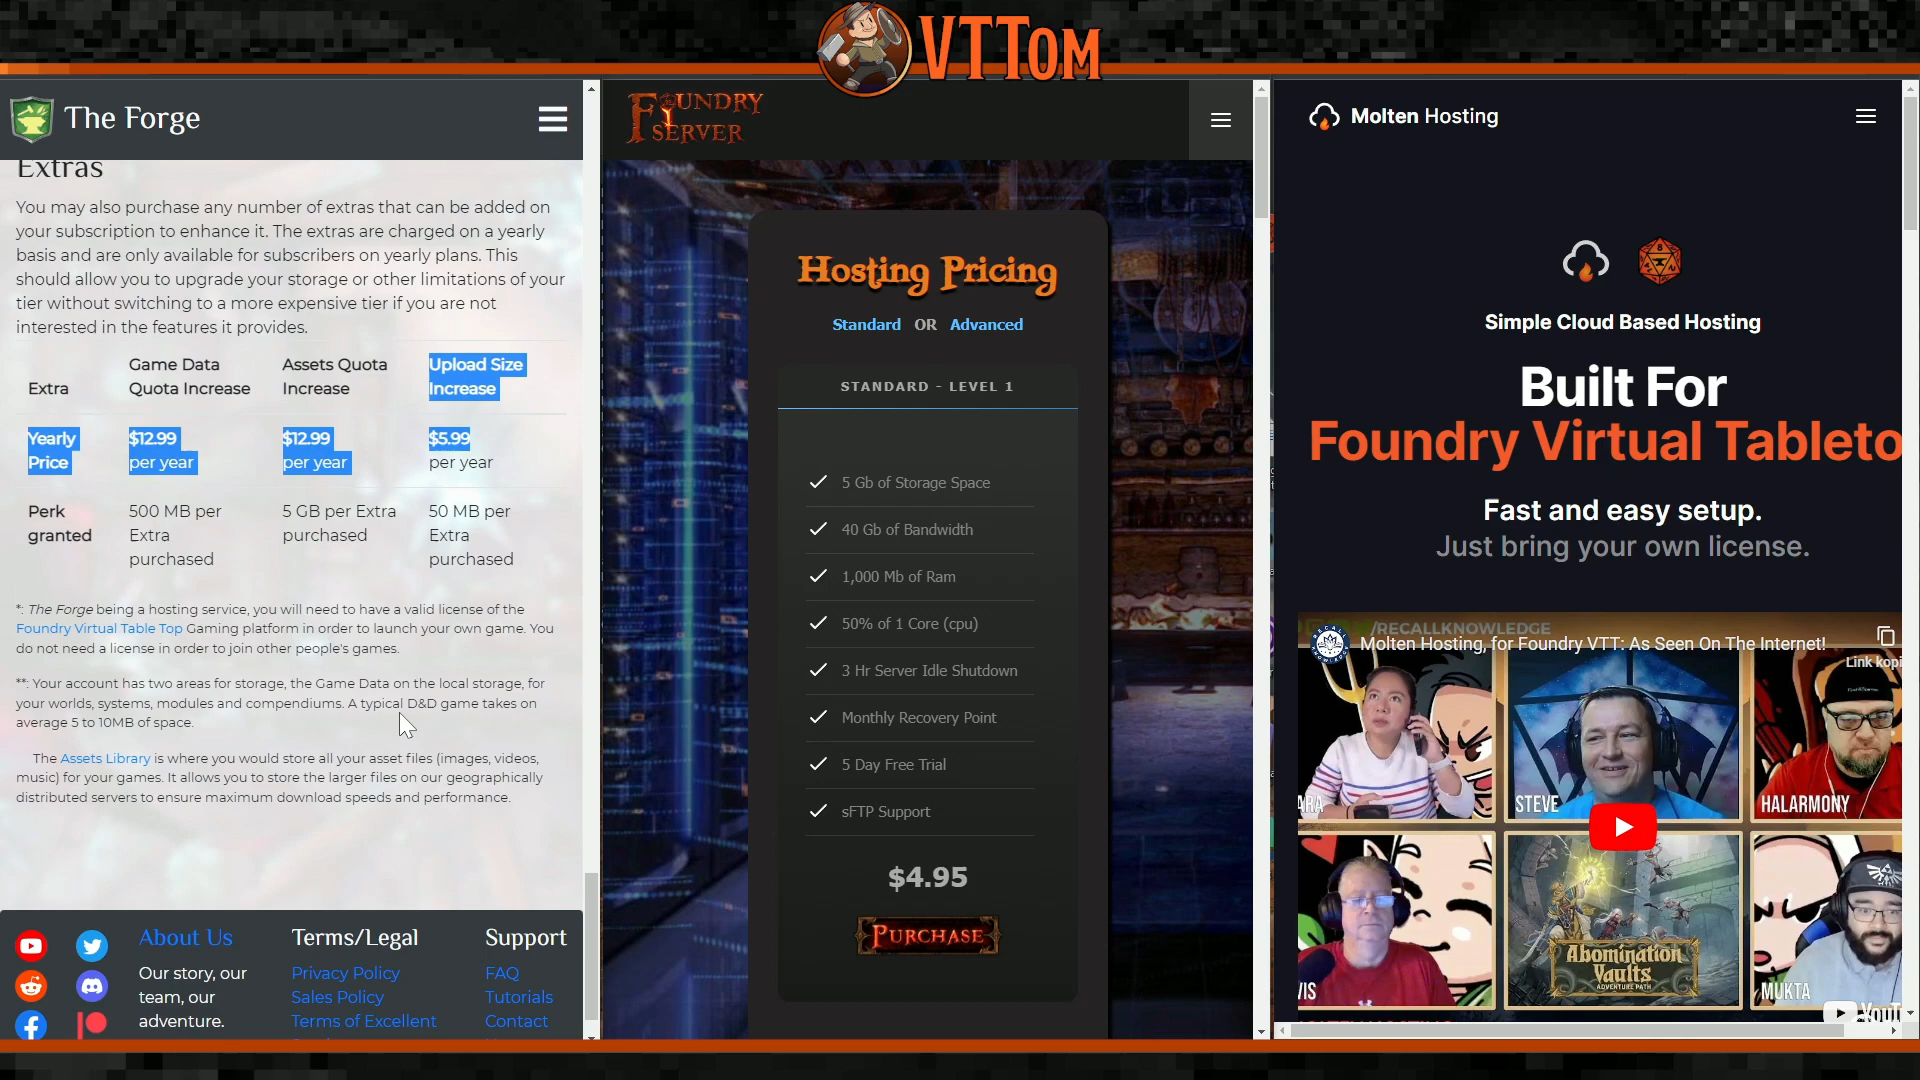 VTTOM
The Forge
Extras
You may also purchase any number of extras that can be added on
your subscription to enhance it. The extras are charged on a yearly
basis and are only available for subscribers on yearly plans. This
should allow you to upgrade your storage or other limitations of your
tier without switching to a more expensive tier if you are not
interested in the features it provides.
Extra
Game Data
Quota Increase
Assets Quota
Increase
Upload Size
Increase
Yearly
Price
$12.99
per year
$12.99
per year
$5.99
per year
Perk
granted
500 MB per
Extra
purchased
5 GB per Extra
purchased
50 MB per
Extra
purchased
*: The Forge being a hosting service, you will need to have a valid license of the
Foundry Virtual Table Top Gaming platform in order to launch your own game. You
do not need a license in order to join other people's games.
**: Your account has two areas for storage, the Game Data on the local storage, for
your worlds, systems, modules and compendiums. A typical D&D game takes on
average 5 to 10MB of space.
The Assets Library is where you would store all your asset files (images, videos,
music) for your games. It allows you to store the larger files on our geographically
distributed servers to ensure maximum download speeds and performance.
About Us
Our story, our
team, our
adventure.
Terms/Legal
Privacy Policy
Sales Policy
Terms of Excellent
Support
FAQ
Tutorials
Contact
FOUNDRY
SERVER
Hosting Pricing
Standard OR Advanced
STANDARD - LEVEL 1
5 Gb of Storage Space
40 Gb of Bandwidth
1,000 Mb of Ram
50% of 1 Core (cpu)
3 Hr Server Idle Shutdown
Monthly Recovery Point
5 Day Free Trial
sFTP Support
$4.95
PURCHASE
Molten Hosting
Simple Cloud Based Hosting
Built For
Foundry Virtual Tableto
Fast and easy setup.
Just bring your own license.
/RECALLKNOWLEDGE
Molten Hosting, for Foundry VTT: As Seen On The Internet!
Link kopi
ARA
STEVE
HALARMONY
VIS
Abomination
Vaults
ADVENTURE PATH
MUKTA
YouT